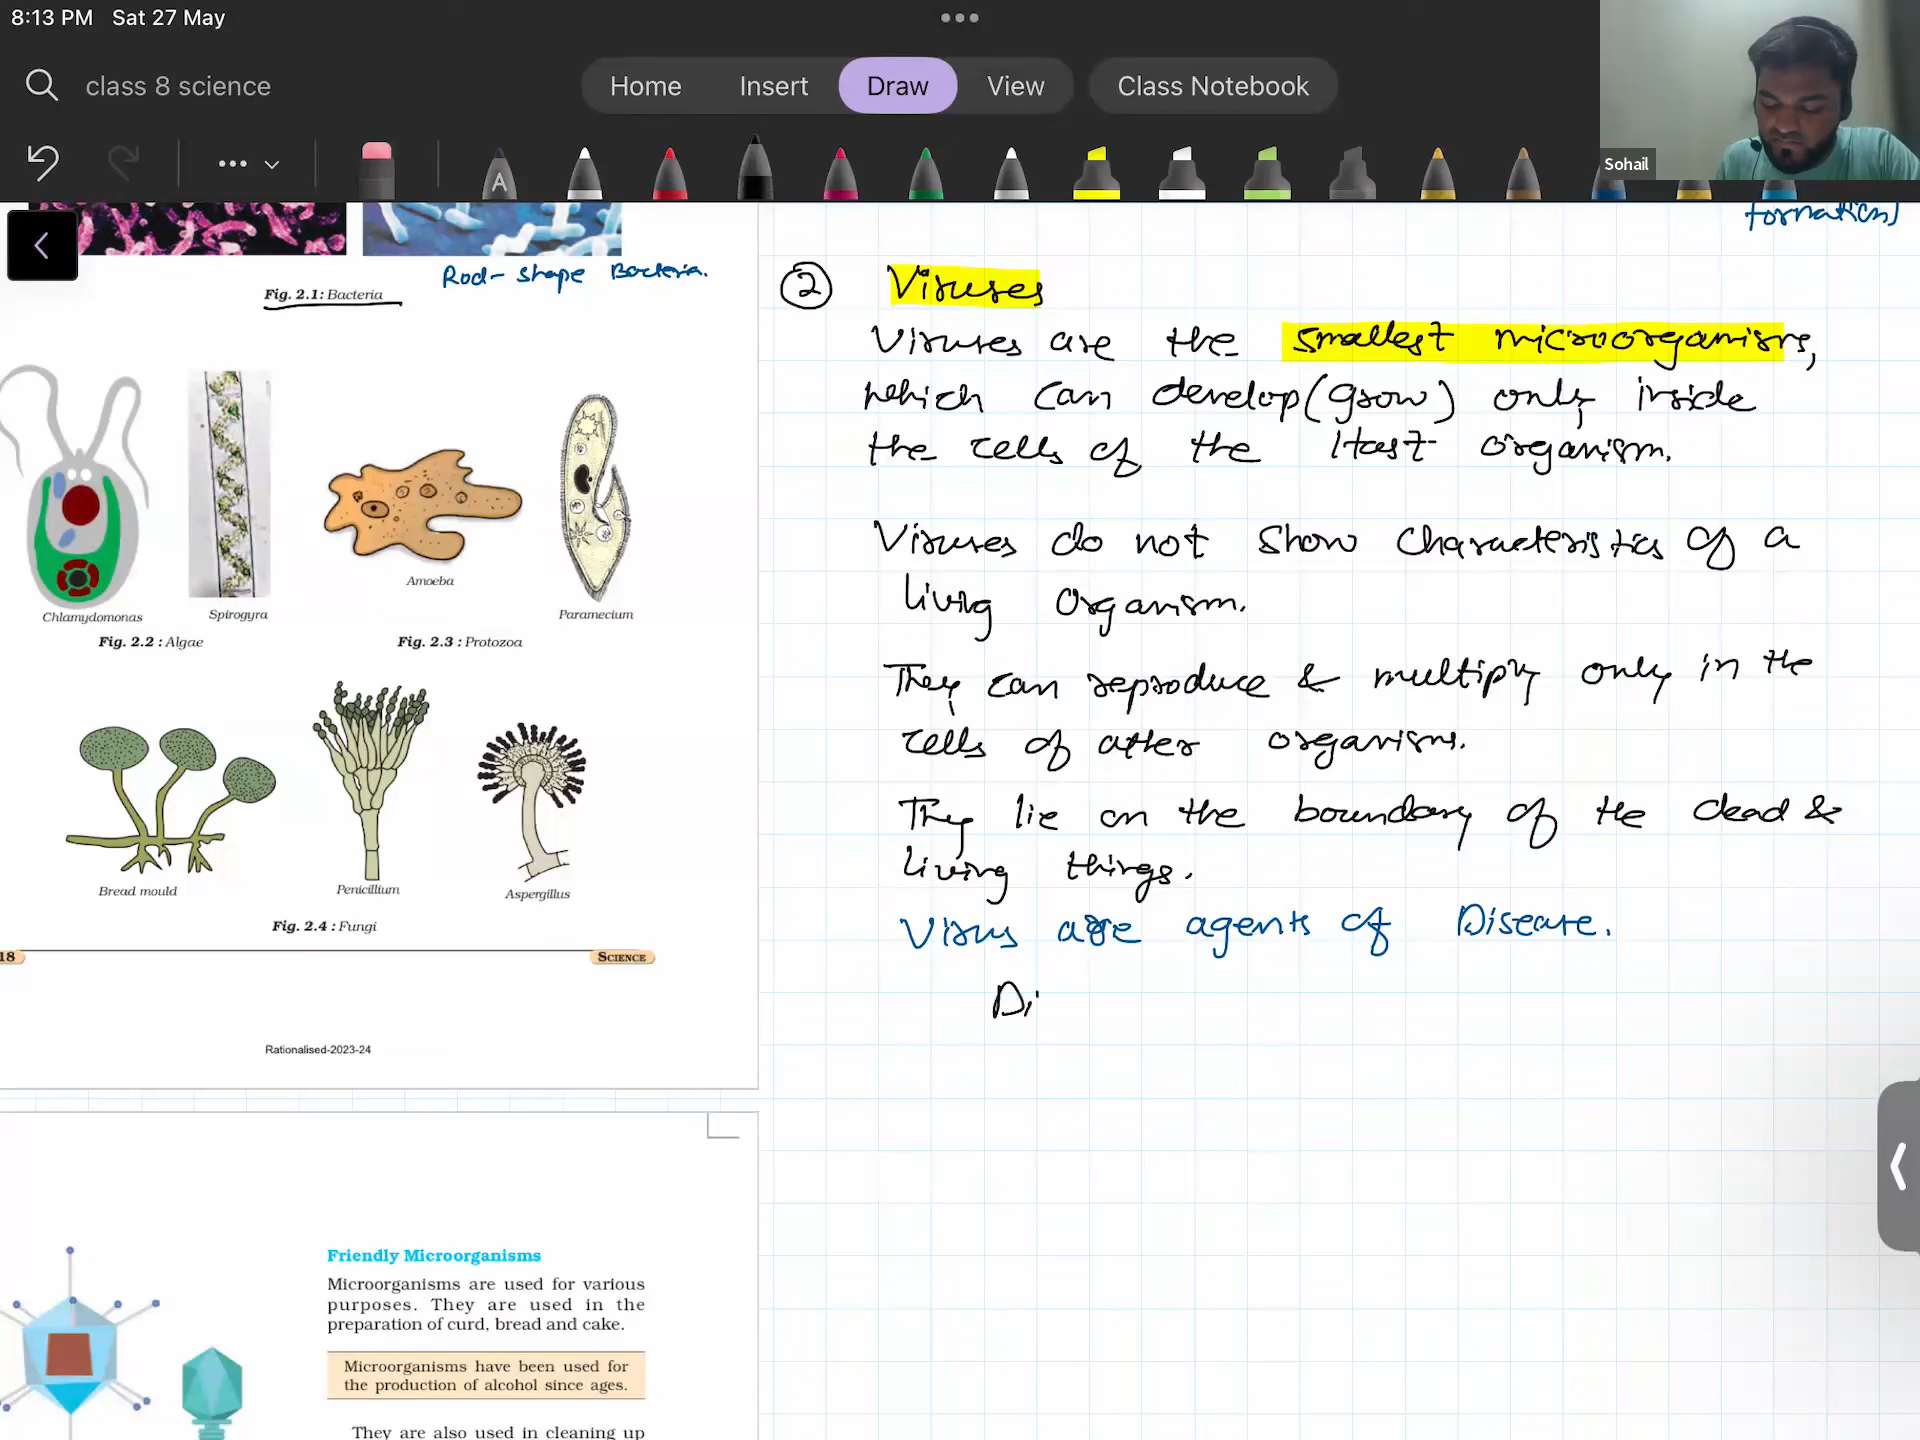 8:13 PM Sat 27 May
class 8 science
Home Insert Draw View Class Notebook
A
Sohail
formation)
Rod- shape Bacteria.
Fig. 2.1: Bacteria
Chlamydomonas
Spirogyra
Fig. 2.2 : Algae
Amoeba
Paramecium
Fig. 2.3 : Protozoa
Bread mould
Penicillium
Aspergillus
Fig. 2.4 : Fungi
18
SCIENCE
Rationalised-2023-24
Friendly Microorganisms
Microorganisms are used for various
purposes. They are used in the
preparation of curd, bread and cake.
Microorganisms have been used for
the production of alcohol since ages.
They are also used in cleaning up
② Viruses
Viruses are the smallest microorganisms,
which can develop (grow) only inside
the cells of the Host organism.
Viruses do not show characteristics of a
living organism.
They can reproduce & multiply only in the
cells of other organisms.
They lie on the boundary of the dead &
living things.
Virus are agents of Disease.
Di